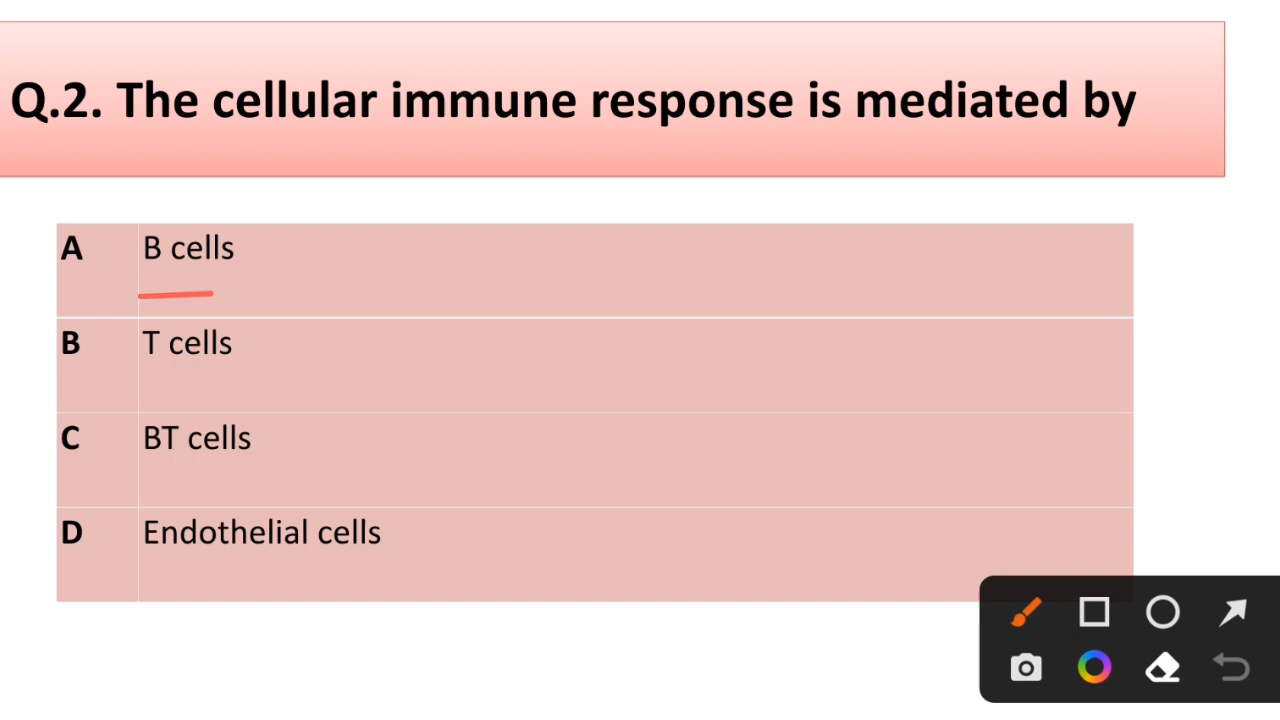 Q.2. The cellular immune response is mediated by
A B cells
B T cells
C BT cells
D Endothelial cells